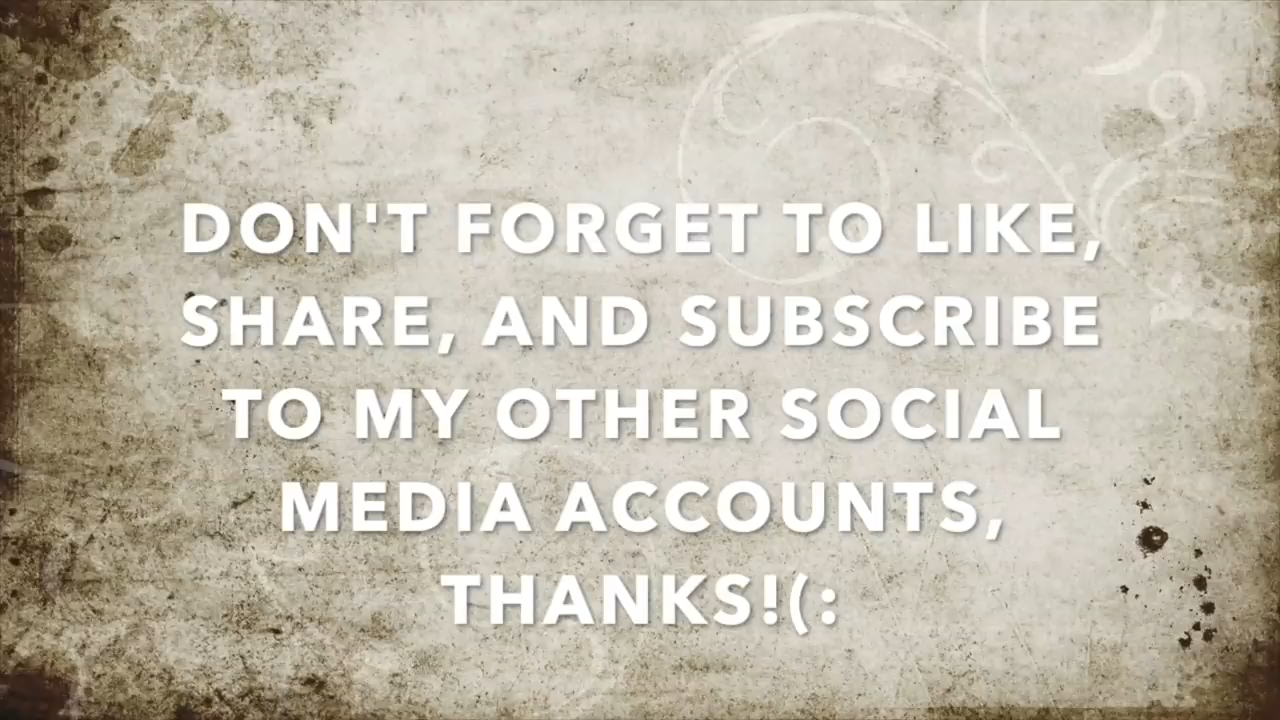 DON'T FORGET TO LIKE,
SHARE, AND SUBSCRIBE
TO MY OTHER SOCIAL
MEDIA ACCOUNTS,
THANKS!(: